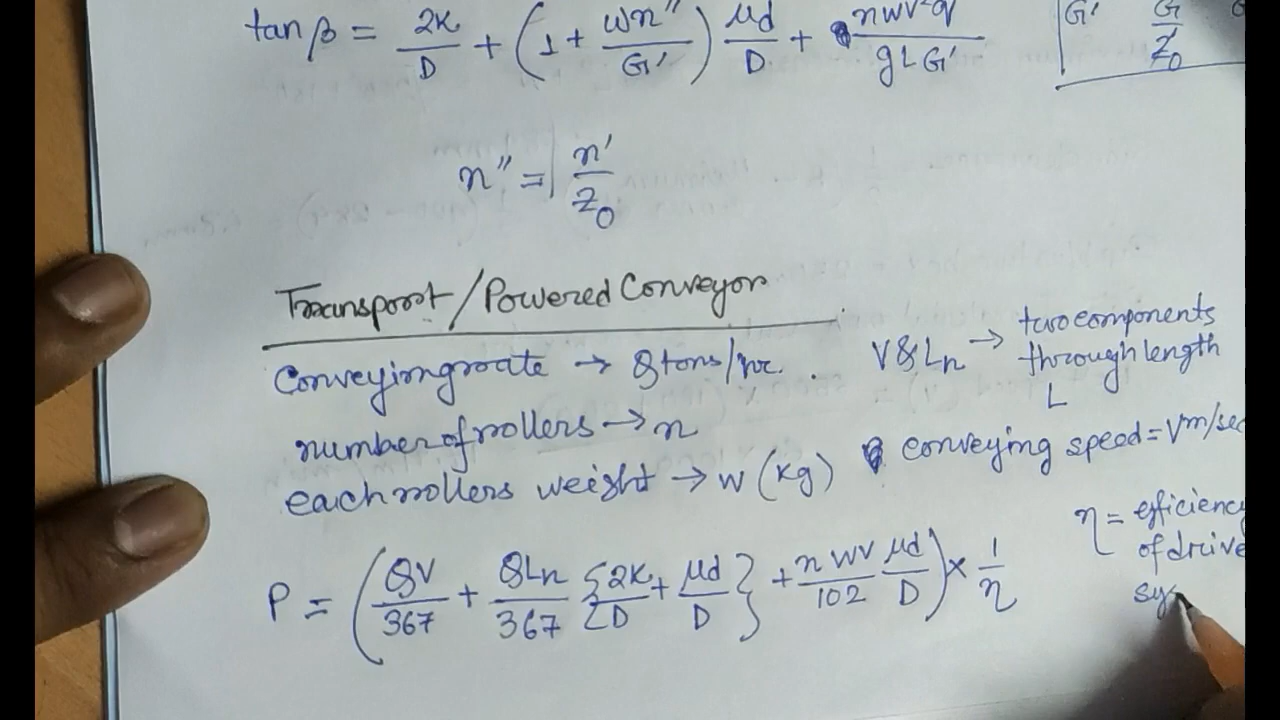 tan β = 2K/D + (1 + wn''/G') μd/D + nwv²q/gLG'
G' G/Z0
n'' = n'/Z0
Transport/Powered Conveyor
Conveying rate → Q tons/hr.
V & Ln → two components through length L
number of rollers → n
conveying speed = V m/sec
each rollers weight → w (kg)
η = efficiency of drive sys
P = (QV/367 + QLn/367 {2K/D + μd/D} + nwv/102 μd/D) × 1/η